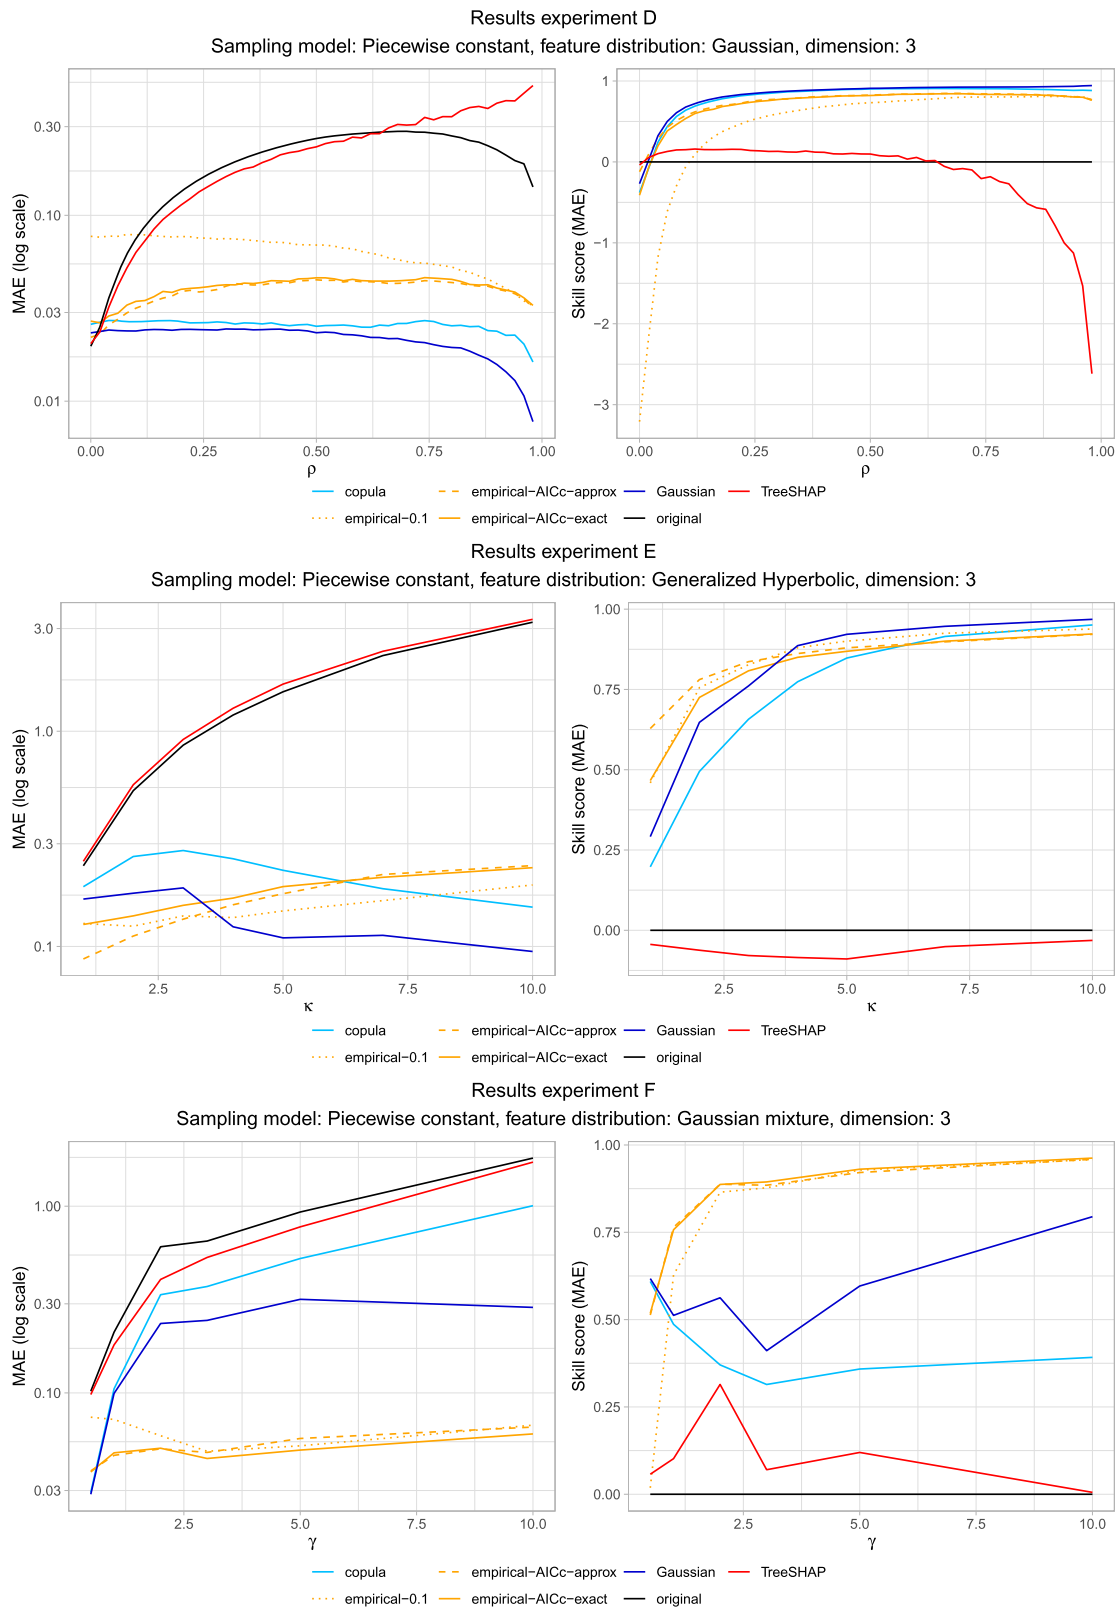 Results experiment D
Sampling model: Piecewise constant, feature distribution: Gaussian, dimension: 3
MAE (log scale)
0.30
0.10
0.03
0.01
0.00 0.25 0.50 0.75 1.00
ρ
Skill score (MAE)
1
0
−1
−2
−3
0.00 0.25 0.50 0.75 1.00
ρ
copula empirical−AICc−approx Gaussian TreeSHAP
empirical−0.1 empirical−AICc−exact original
Results experiment E
Sampling model: Piecewise constant, feature distribution: Generalized Hyperbolic, dimension: 3
MAE (log scale)
3.0
1.0
0.3
0.1
2.5 5.0 7.5 10.0
κ
Skill score (MAE)
1.00
0.75
0.50
0.25
0.00
2.5 5.0 7.5 10.0
κ
copula empirical−AICc−approx Gaussian TreeSHAP
empirical−0.1 empirical−AICc−exact original
Results experiment F
Sampling model: Piecewise constant, feature distribution: Gaussian mixture, dimension: 3
MAE (log scale)
1.00
0.30
0.10
0.03
2.5 5.0 7.5 10.0
γ
Skill score (MAE)
1.00
0.75
0.50
0.25
0.00
2.5 5.0 7.5 10.0
γ
copula empirical−AICc−approx Gaussian TreeSHAP
empirical−0.1 empirical−AICc−exact original